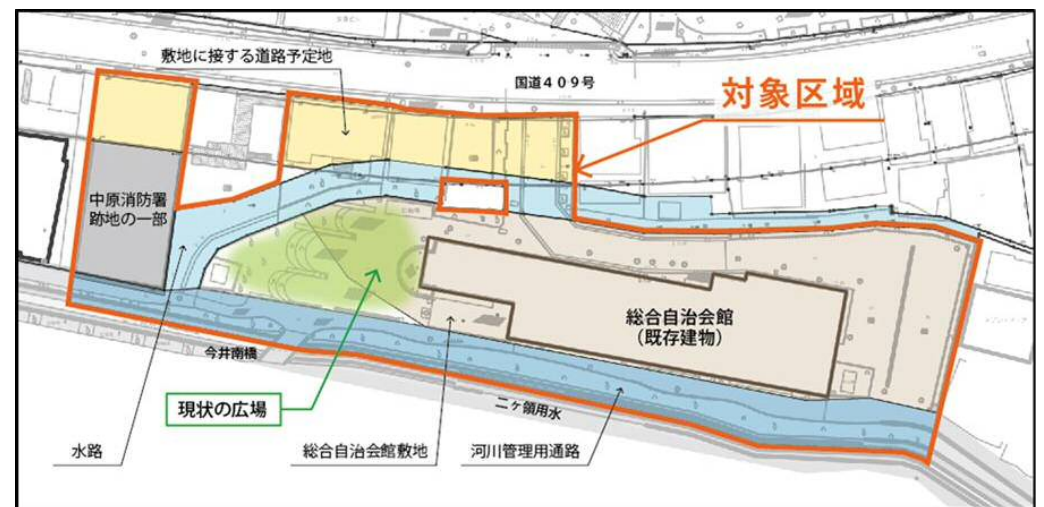 敷地に接する道路予定地
国道409号
対象区域
中原消防署
跡地の一部
総合自治会館
(既存建物)
今井南橋
現状の広場
二ヶ領用水
水路
総合自治会館敷地
河川管理用通路